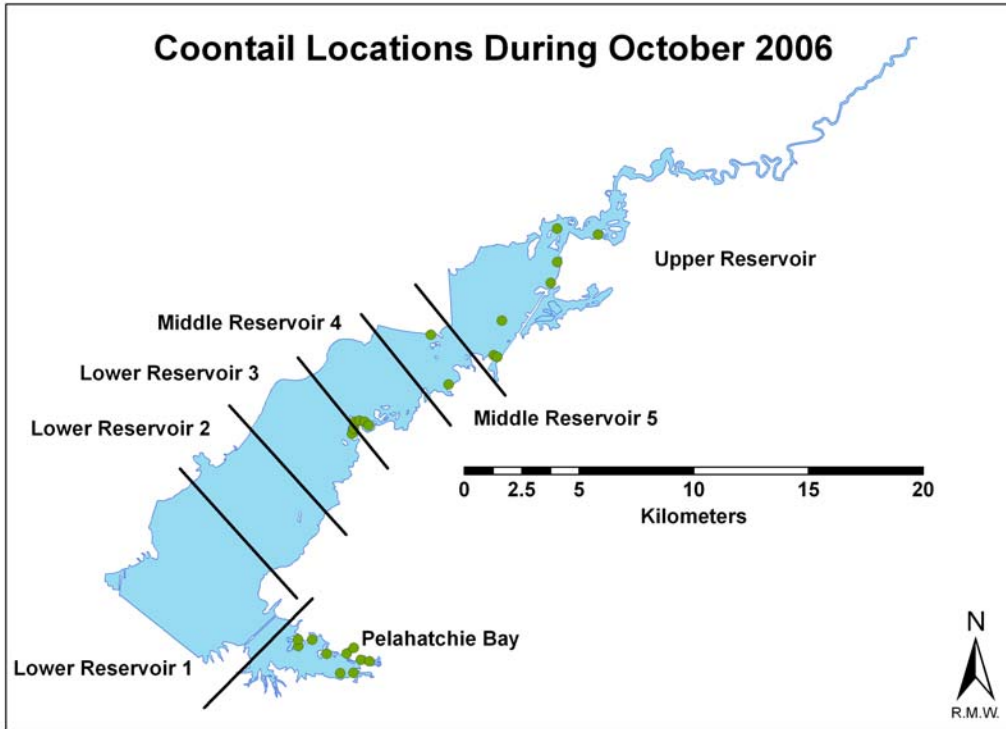 Coontail Locations During October 2006
Upper Reservoir
Middle Reservoir 4
Lower Reservoir 3
Lower Reservoir 2
Middle Reservoir 5
0 2.5 5 10 15 20
Kilometers
Pelahatchie Bay
Lower Reservoir 1
N
R.M.W.